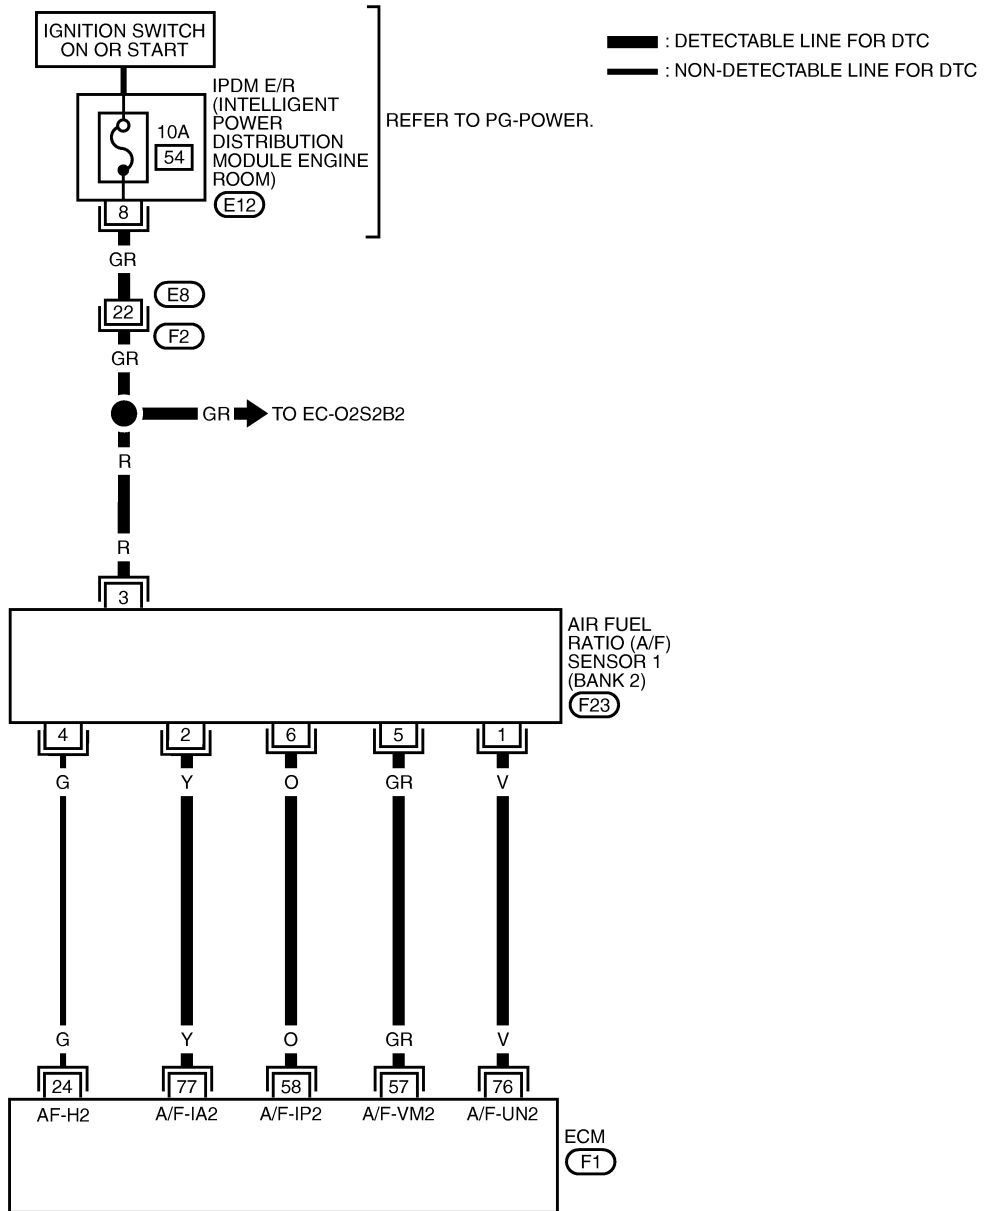 IGNITION SWITCH
ON OR START
: DETECTABLE LINE FOR DTC
: NON-DETECTABLE LINE FOR DTC
IPDM E/R
(INTELLIGENT
POWER
DISTRIBUTION
MODULE ENGINE
ROOM)
E12
10A
54
REFER TO PG-POWER.
8
GR
E8
22
F2
GR
GR
TO EC-O2S2B2
R
R
3
AIR FUEL
RATIO (A/F)
SENSOR 1
(BANK 2)
F23
4 2 6 5 1
G Y O GR V
G Y O GR V
24 77 58 57 76
AF-H2 A/F-IA2 A/F-IP2 A/F-VM2 A/F-UN2
ECM
F1